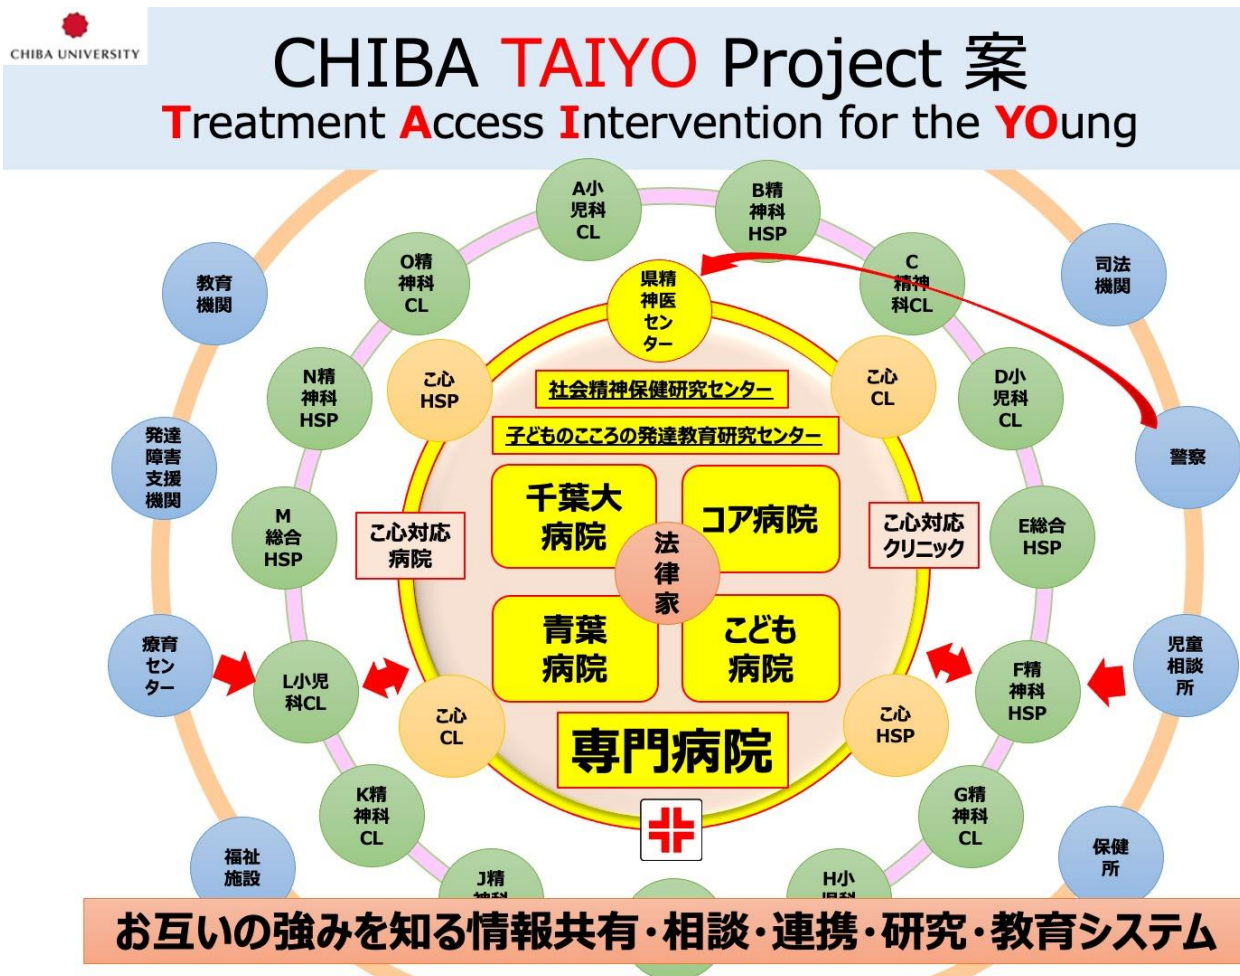 CHIBA UNIVERSITY
CHIBA TAIYO Project 案
Treatment Access Intervention for the YOung
A小
児科
CL
B精
神科
HSP
O精
神科
CL
県精
神医
セン
ター
C
精神
科CL
教育
機関
司法
機関
N精
神科
HSP
こ心
HSP
社会精神保健研究センター
こ心
CL
D小
児科
CL
子どものこころの発達教育研究センター
発達
障害
支援
機関
警察
M
総合
HSP
こ心対応
病院
千葉大
病院
コア病院
法
律
家
こ心対応
クリニック
E総合
HSP
青葉
病院
こども
病院
療育
セン
ター
L小児
科CL
こ心
CL
専門病院
こ心
HSP
F精
神科
HSP
児童
相談
所
K精
神科
CL
G精
神科
CL
福祉
施設
保健
所
J精
神科
H小
児科
お互いの強みを知る情報共有・相談・連携・研究・教育システム